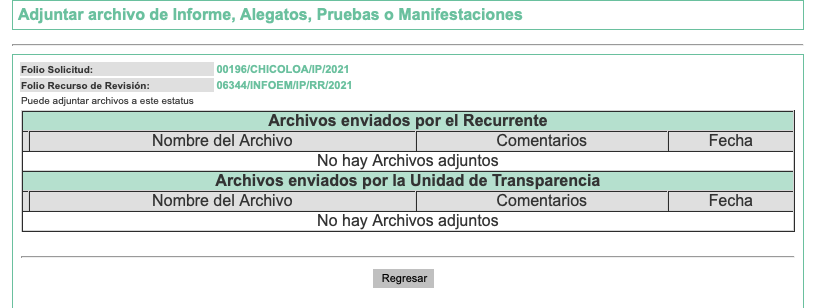 Adjuntar archivo de Informe, Alegatos, Pruebas o Manifestaciones
Folio Solicitud: 00196/CHICOLOA/IP/2021
Folio Recurso de Revisión: 06344/INFOEM/IP/RR/2021
Puede adjuntar archivos a este estatus
Archivos enviados por el Recurrente
Nombre del Archivo Comentarios Fecha
No hay Archivos adjuntos
Archivos enviados por la Unidad de Transparencia
Nombre del Archivo Comentarios Fecha
No hay Archivos adjuntos
Regresar